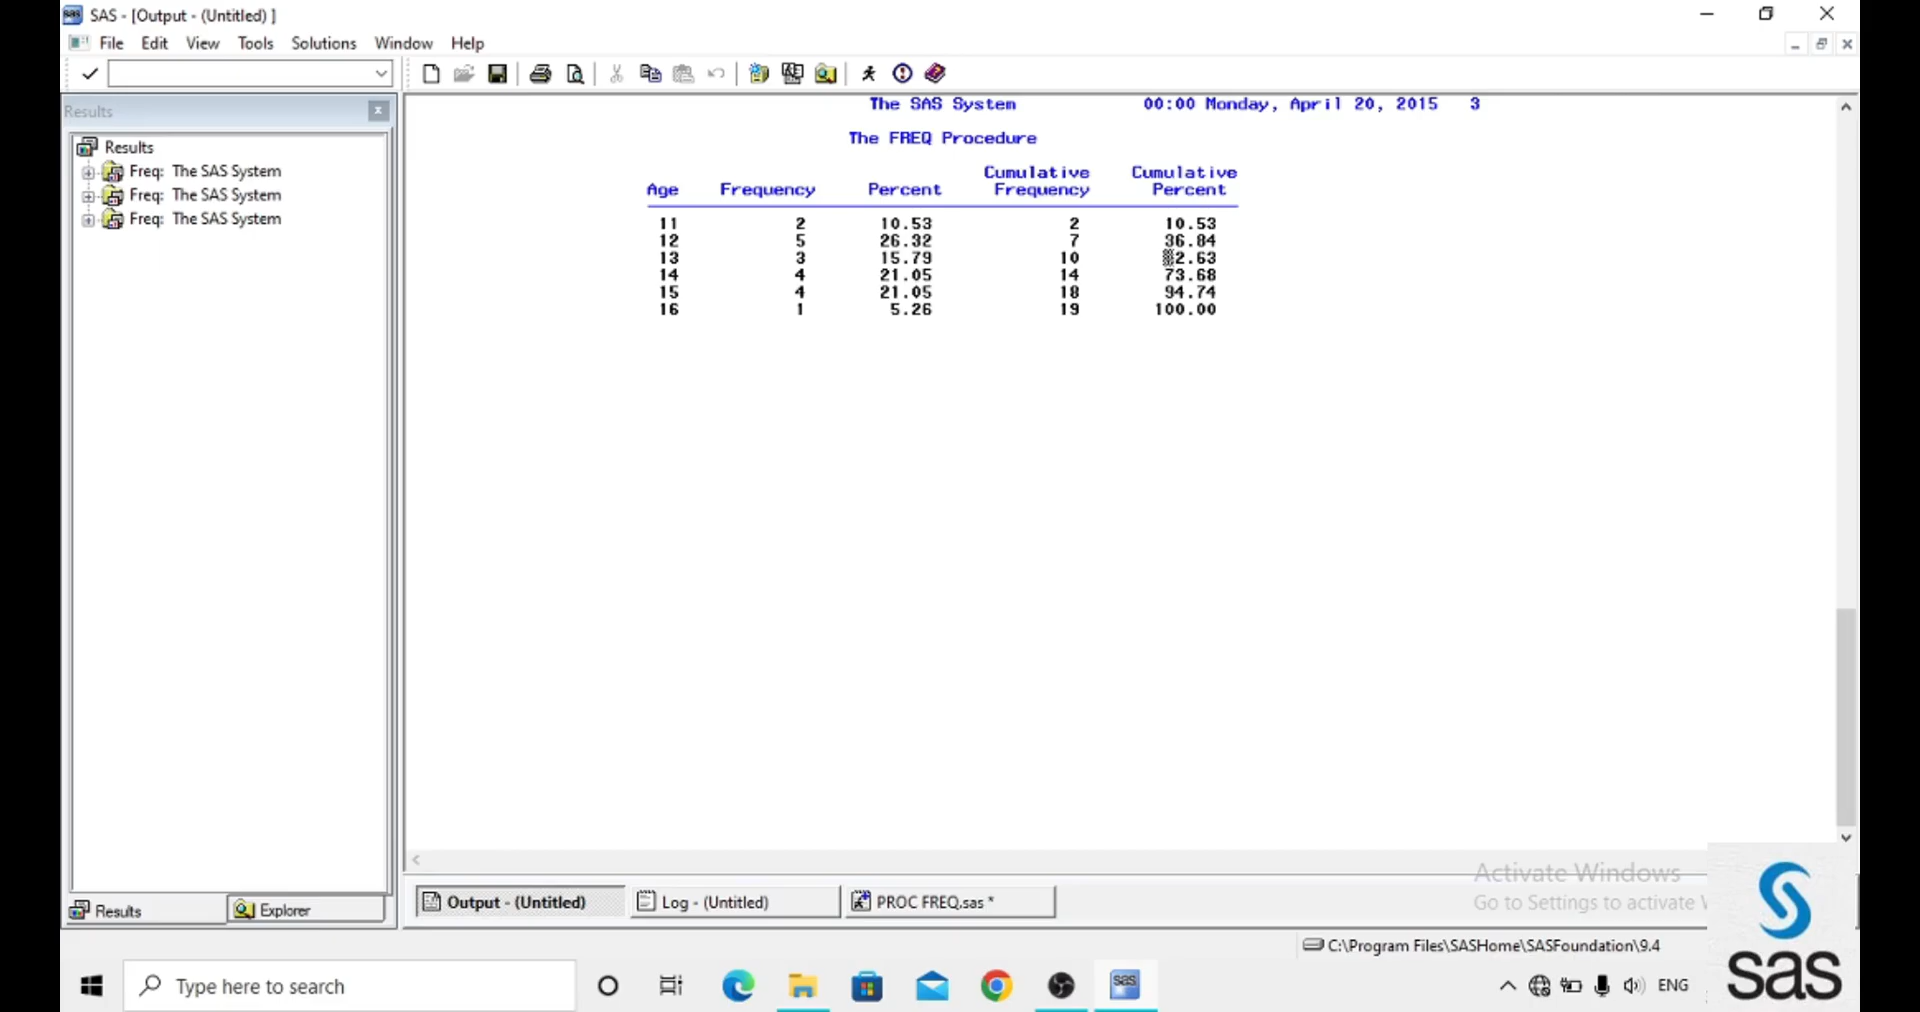 SAS - [Output - (Untitled) ]
File Edit View Tools Solutions Window Help
Results
Results
Freq: The SAS System
Freq: The SAS System
Freq: The SAS System
The SAS System 00:00 Monday, April 20, 2015 3
The FREQ Procedure
Cumulative Cumulative
Age Frequency Percent Frequency Percent
11 2 10.53 2 10.53
12 5 26.32 7 36.84
13 3 15.79 10 2.63
14 4 21.05 14 73.68
15 4 21.05 18 94.74
16 1 5.26 19 100.00
Results Explorer
Output - (Untitled) Log - (Untitled) PROC FREQ.sas *
Activate Windows
Go to Settings to activate
C:\Program Files\SASHome\SASFoundation\9.4
Type here to search
sas
ENG
sas